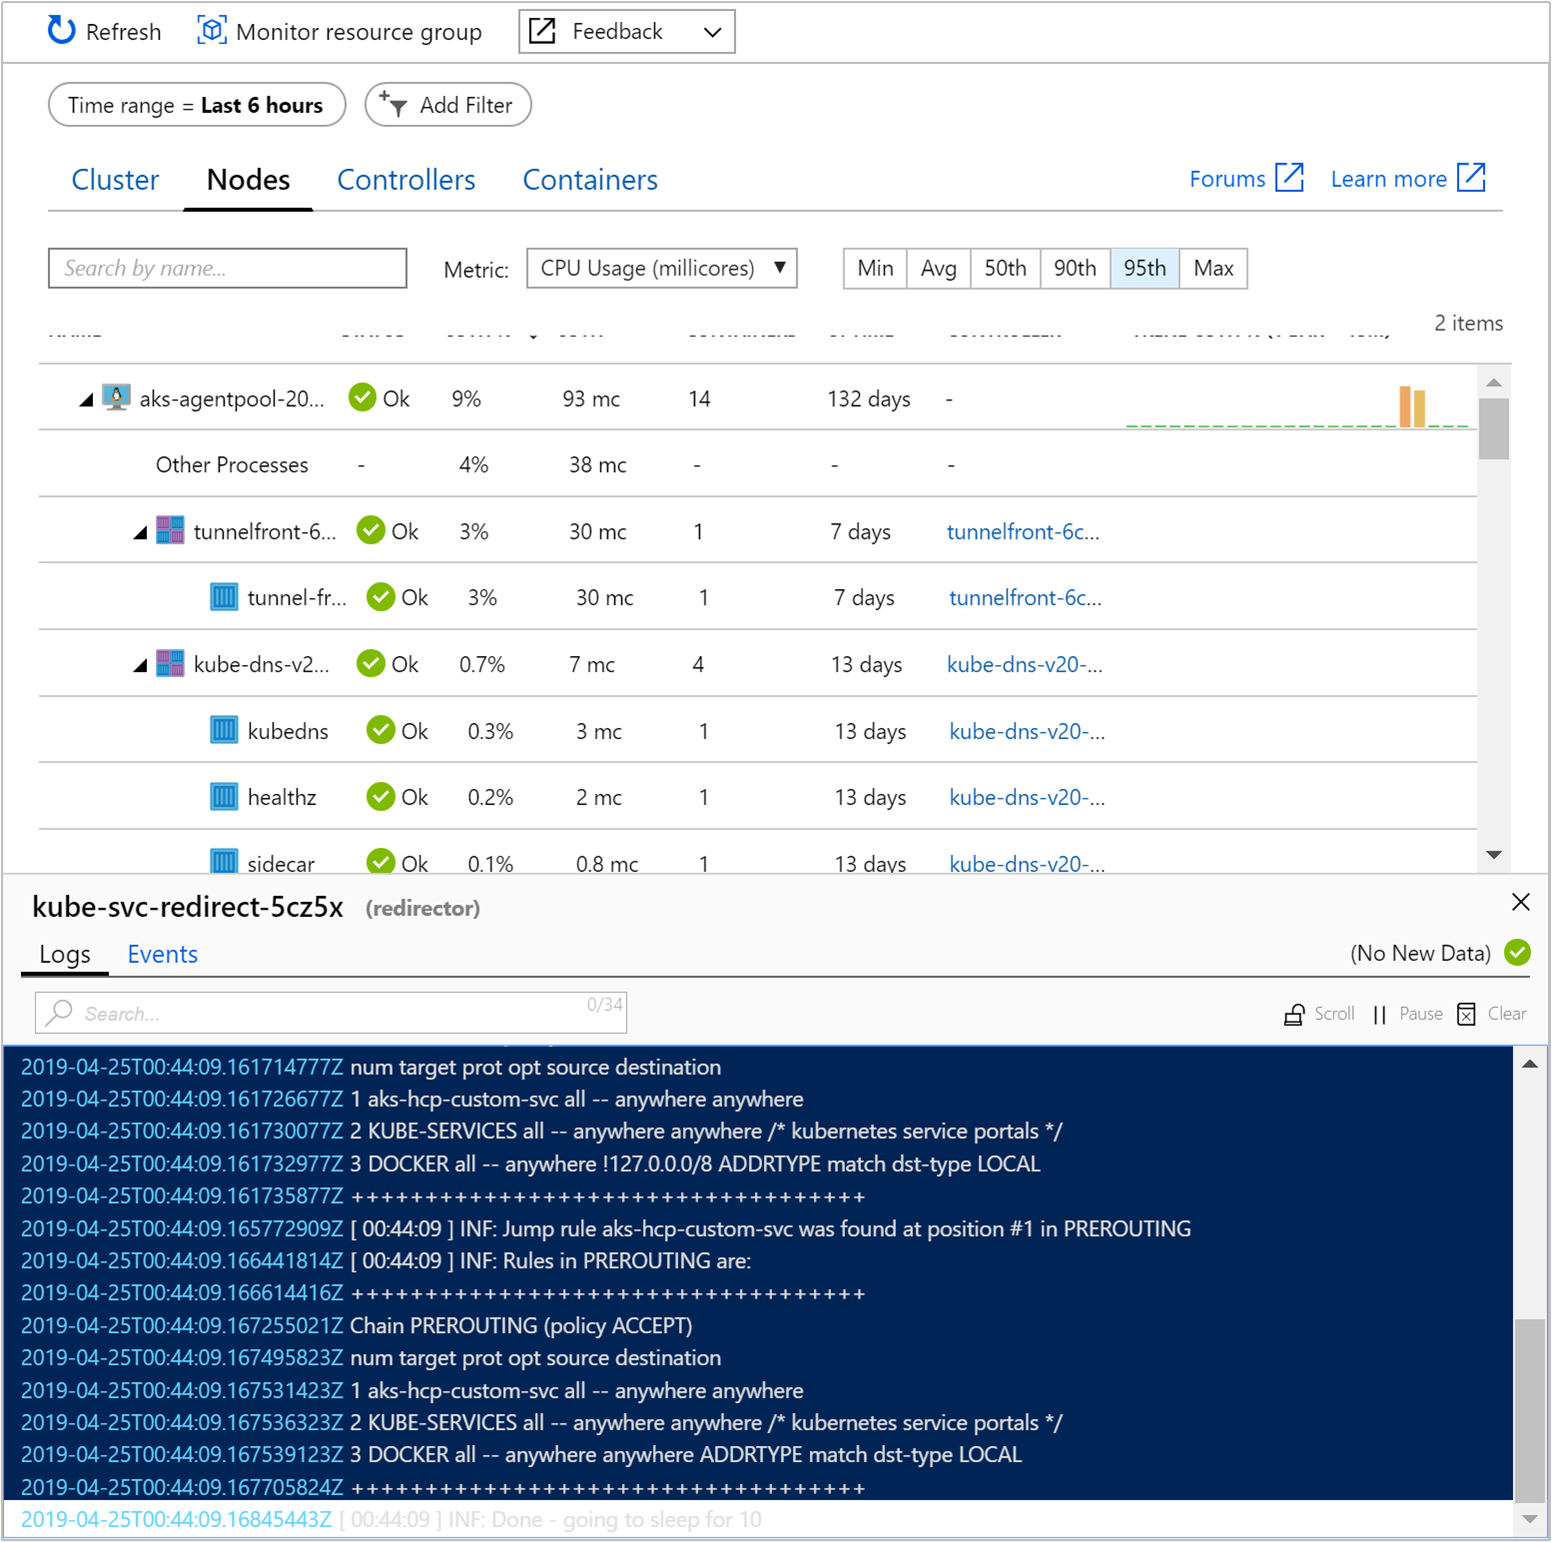 Refresh Monitor resource group Feedback
Time range = Last 6 hours Add Filter
Cluster Nodes Controllers Containers Forums Learn more
Search by name... Metric: CPU Usage (millicores) Min Avg 50th 90th 95th Max
2 items
aks-agentpool-20... Ok 9% 93 mc 14 132 days -
Other Processes - 4% 38 mc - - -
tunnelfront-6... Ok 3% 30 mc 1 7 days tunnelfront-6c...
tunnel-fr... Ok 3% 30 mc 1 7 days tunnelfront-6c...
kube-dns-v2... Ok 0.7% 7 mc 4 13 days kube-dns-v20-...
kubedns Ok 0.3% 3 mc 1 13 days kube-dns-v20-...
healthz Ok 0.2% 2 mc 1 13 days kube-dns-v20-...
sidecar Ok 0.1% 0.8 mc 1 13 days kube-dns-v20-...
kube-svc-redirect-5cz5x (redirector)
Logs Events (No New Data)
Search... 0/34 Scroll Pause Clear
2019-04-25T00:44:09.161714777Z num target prot opt source destination
2019-04-25T00:44:09.161726677Z 1 aks-hcp-custom-svc all -- anywhere anywhere
2019-04-25T00:44:09.161730077Z 2 KUBE-SERVICES all -- anywhere anywhere /* kubernetes service portals */
2019-04-25T00:44:09.161732977Z 3 DOCKER all -- anywhere !127.0.0.0/8 ADDRTYPE match dst-type LOCAL
2019-04-25T00:44:09.161735877Z +++++++++++++++++++++++++++++++++++
2019-04-25T00:44:09.165772909Z [ 00:44:09 ] INF: Jump rule aks-hcp-custom-svc was found at position #1 in PREROUTING
2019-04-25T00:44:09.166441814Z [ 00:44:09 ] INF: Rules in PREROUTING are:
2019-04-25T00:44:09.166614416Z +++++++++++++++++++++++++++++++++++
2019-04-25T00:44:09.167255021Z Chain PREROUTING (policy ACCEPT)
2019-04-25T00:44:09.167495823Z num target prot opt source destination
2019-04-25T00:44:09.167531423Z 1 aks-hcp-custom-svc all -- anywhere anywhere
2019-04-25T00:44:09.167536323Z 2 KUBE-SERVICES all -- anywhere anywhere /* kubernetes service portals */
2019-04-25T00:44:09.167539123Z 3 DOCKER all -- anywhere anywhere ADDRTYPE match dst-type LOCAL
2019-04-25T00:44:09.167705824Z +++++++++++++++++++++++++++++++++++
2019-04-25T00:44:09.16845443Z [ 00:44:09 ] INF: Done - going to sleep for 10